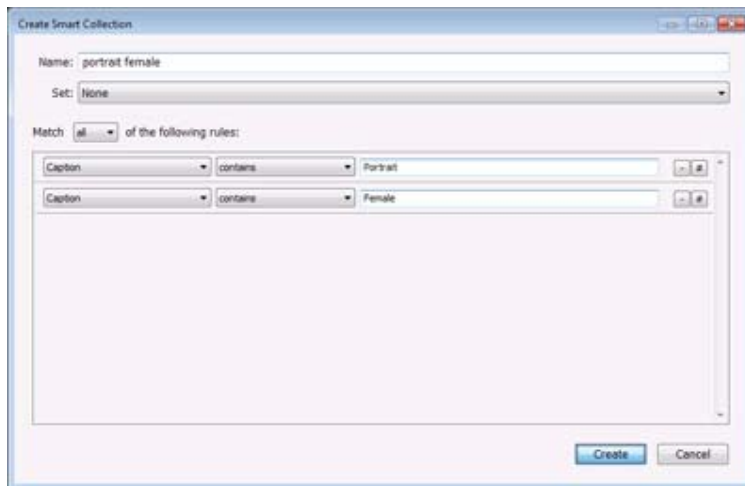 Create Smart Collection
Name: portrait female
Set: None
Match all of the following rules:
Caption contains Portrait - #
Caption contains Female - #
Create Cancel